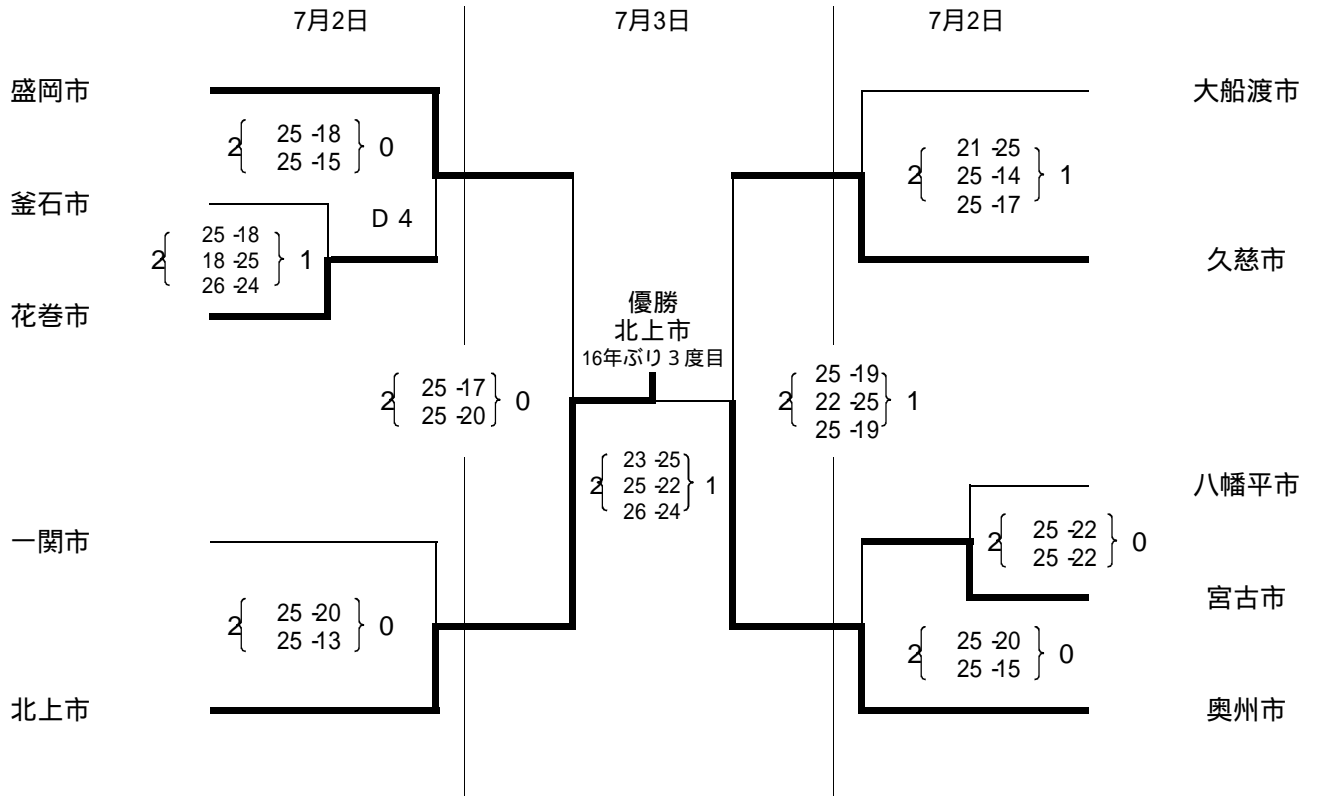 7月2日
7月3日
7月2日
盛岡市
大船渡市
2{ 25 -18 } 0
25 -15
2{ 21 -25 } 1
25 -14
25 -17
釜石市
D 4
2{ 25 -18 } 1
18 -25
26 -24
久慈市
花巻市
優勝
北上市
16年ぶり３度目
2{ 25 -17 } 0
25 -20
2{ 25 -19 } 1
22 -25
25 -19
2{ 23 -25 } 1
25 -22
26 -24
八幡平市
一関市
2{ 25 -22 } 0
25 -22
宮古市
2{ 25 -20 } 0
25 -13
2{ 25 -20 } 0
25 -15
北上市
奥州市